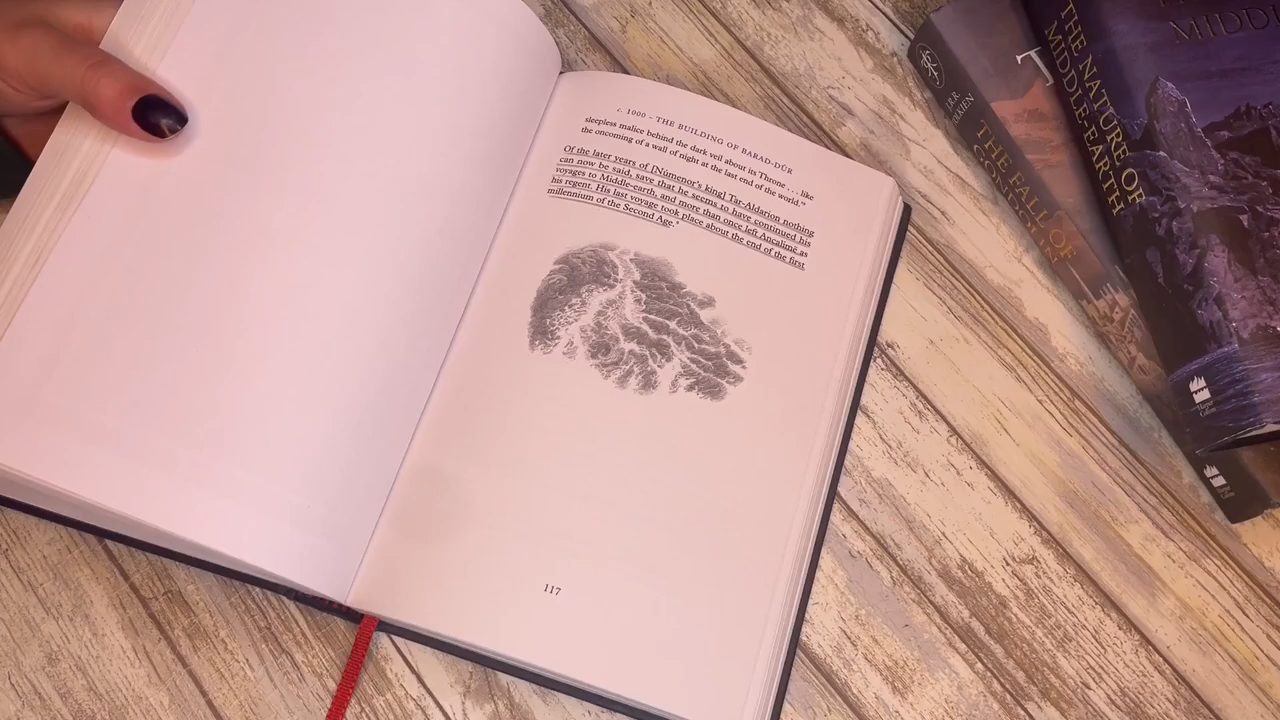 c. 1000 – THE BUILDING OF BARAD-DÛR
sleepless malice behind the dark veil about its Throne . . . like
the oncoming of a wall of night at the last end of the world.
Of the later years of [Númenor's king] Tar-Aldarion nothing
can now be said, save that he seems to have continued his
voyages to Middle-earth, and more than once left Ancalimë as
his regent. His last voyage took place about the end of the first
millennium of the Second Age.
117
J.R.R.
TOLKIEN
THE FALL OF
THE NATURE OF
MIDDLE-EARTH
Harper
Collins
Harper
Collins